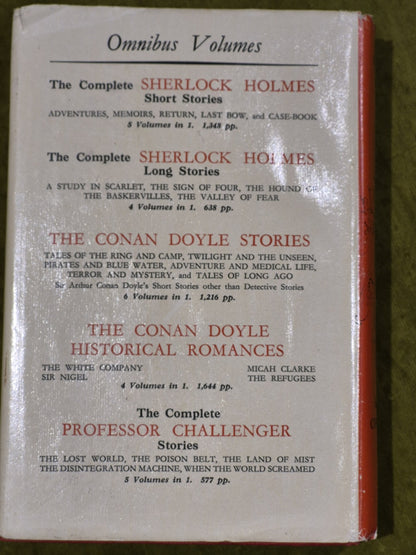 Omnibus Volumes
The Complete SHERLOCK HOLMES
Short Stories
ADVENTURES, MEMOIRS, RETURN, LAST BOW, and CASE-BOOK
5 Volumes in 1. 1,348 pp.
The Complete SHERLOCK HOLMES
Long Stories
A STUDY IN SCARLET, THE SIGN OF FOUR, THE HOUND OF
THE BASKERVILLES, THE VALLEY OF FEAR
4 Volumes in 1. 638 pp.
THE CONAN DOYLE STORIES
TALES OF THE RING AND CAMP, TWILIGHT AND THE UNSEEN,
PIRATES AND BLUE WATER, ADVENTURE AND MEDICAL LIFE,
TERROR AND MYSTERY, and TALES OF LONG AGO
Sir Arthur Conan Doyle's Short Stories other than Detective Stories
6 Volumes in 1. 1,216 pp.
THE CONAN DOYLE
HISTORICAL ROMANCES
THE WHITE COMPANY MICAH CLARKE
SIR NIGEL THE REFUGEES
4 Volumes in 1. 1,644 pp.
The Complete
PROFESSOR CHALLENGER
Stories
THE LOST WORLD, THE POISON BELT, THE LAND OF MIST
THE DISINTEGRATION MACHINE, WHEN THE WORLD SCREAMED
5 Volumes in 1. 577 pp.